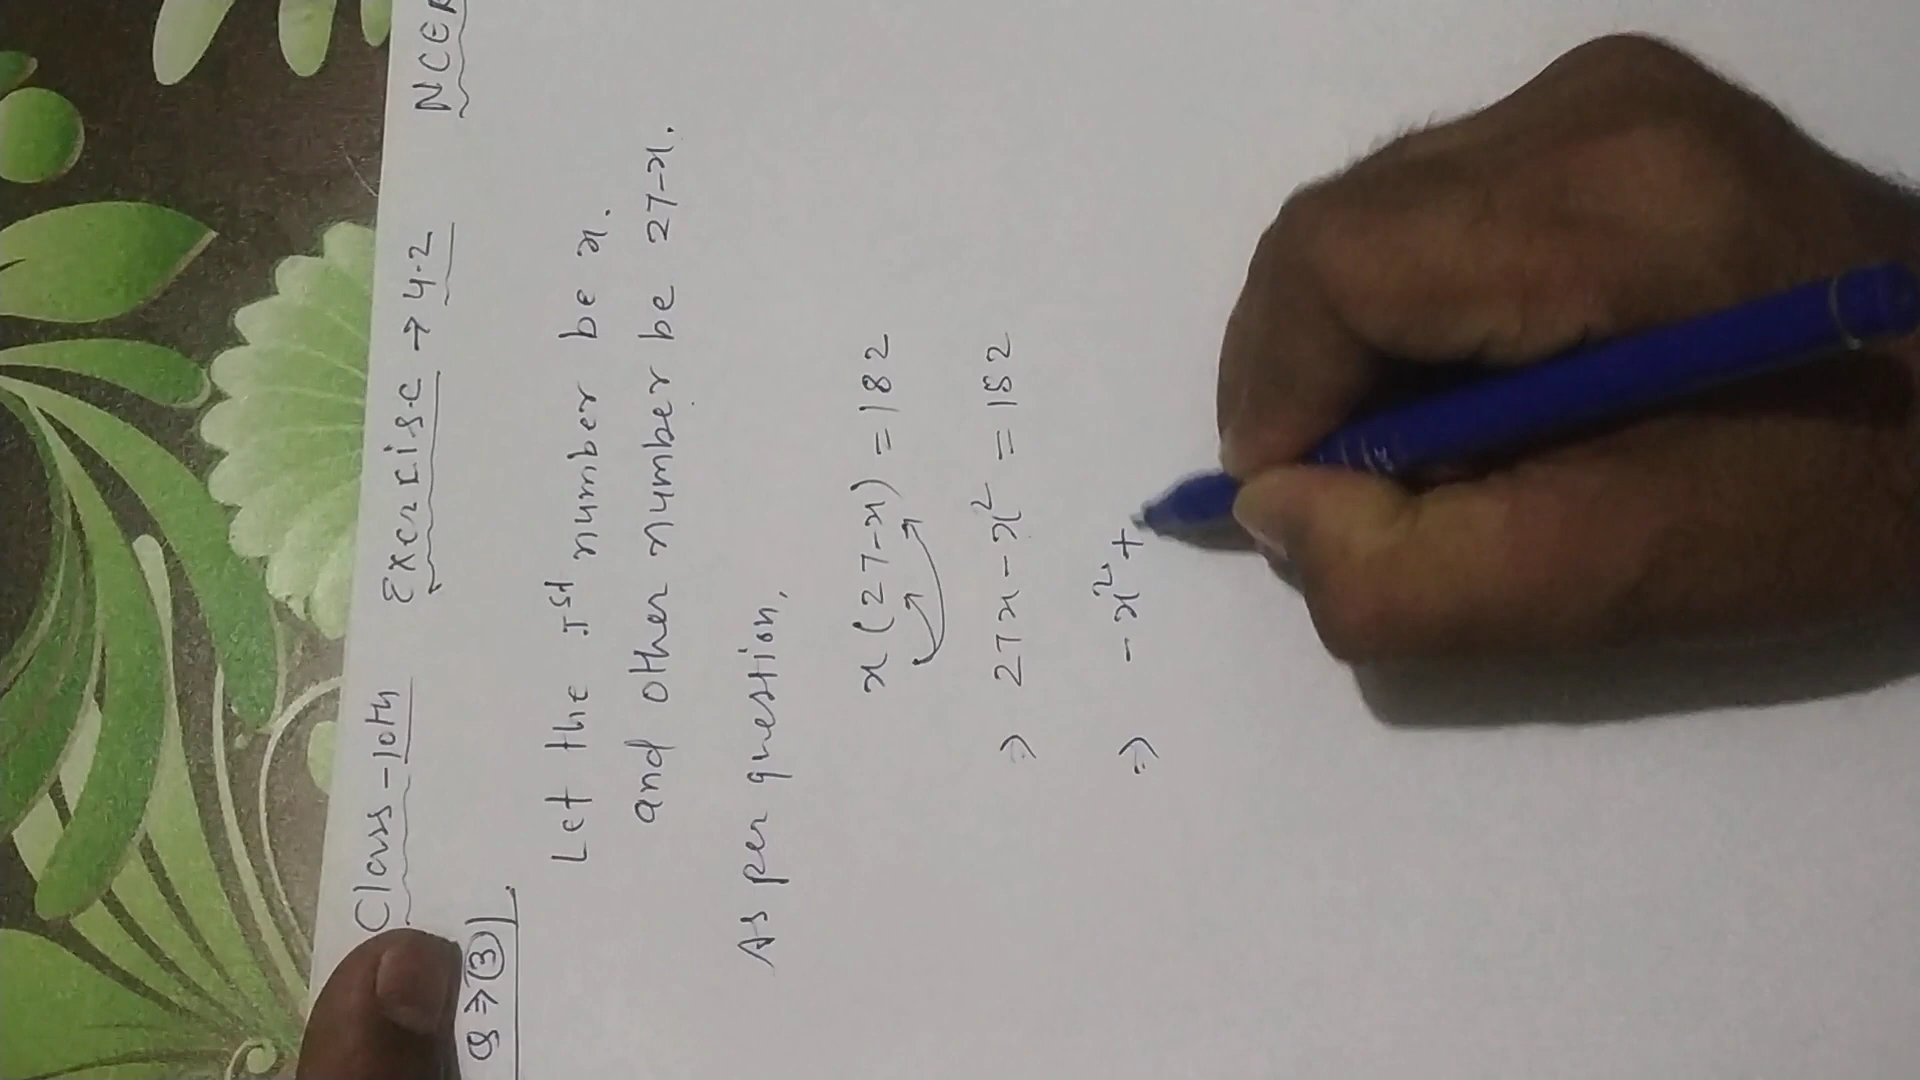 Class-10th Exercise → 4.2 NCER
Q ⇒ 3
Let the Ist number be x.
and other number be 27-x.
As per question,
x(27-x) = 182
⇒ 27x - x² = 182
⇒ -x² +